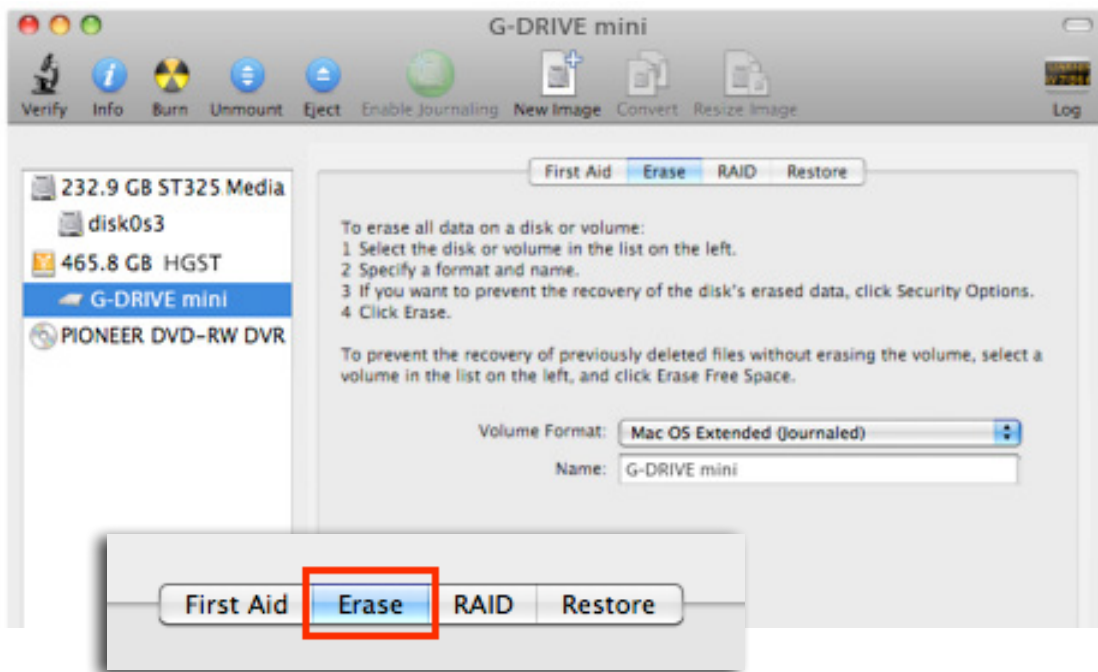 G-DRIVE mini
Verify Info Burn Unmount Eject Enable Journaling New Image Convert Resize Image Log
232.9 GB ST325 Media
disk0s3
465.8 GB HGST
G-DRIVE mini
PIONEER DVD-RW DVR
First Aid Erase RAID Restore
To erase all data on a disk or volume:
1 Select the disk or volume in the list on the left.
2 Specify a format and name.
3 If you want to prevent the recovery of the disk's erased data, click Security Options.
4 Click Erase.
To prevent the recovery of previously deleted files without erasing the volume, select a
volume in the list on the left, and click Erase Free Space.
Volume Format: Mac OS Extended (Journaled)
Name: G-DRIVE mini
First Aid Erase RAID Restore